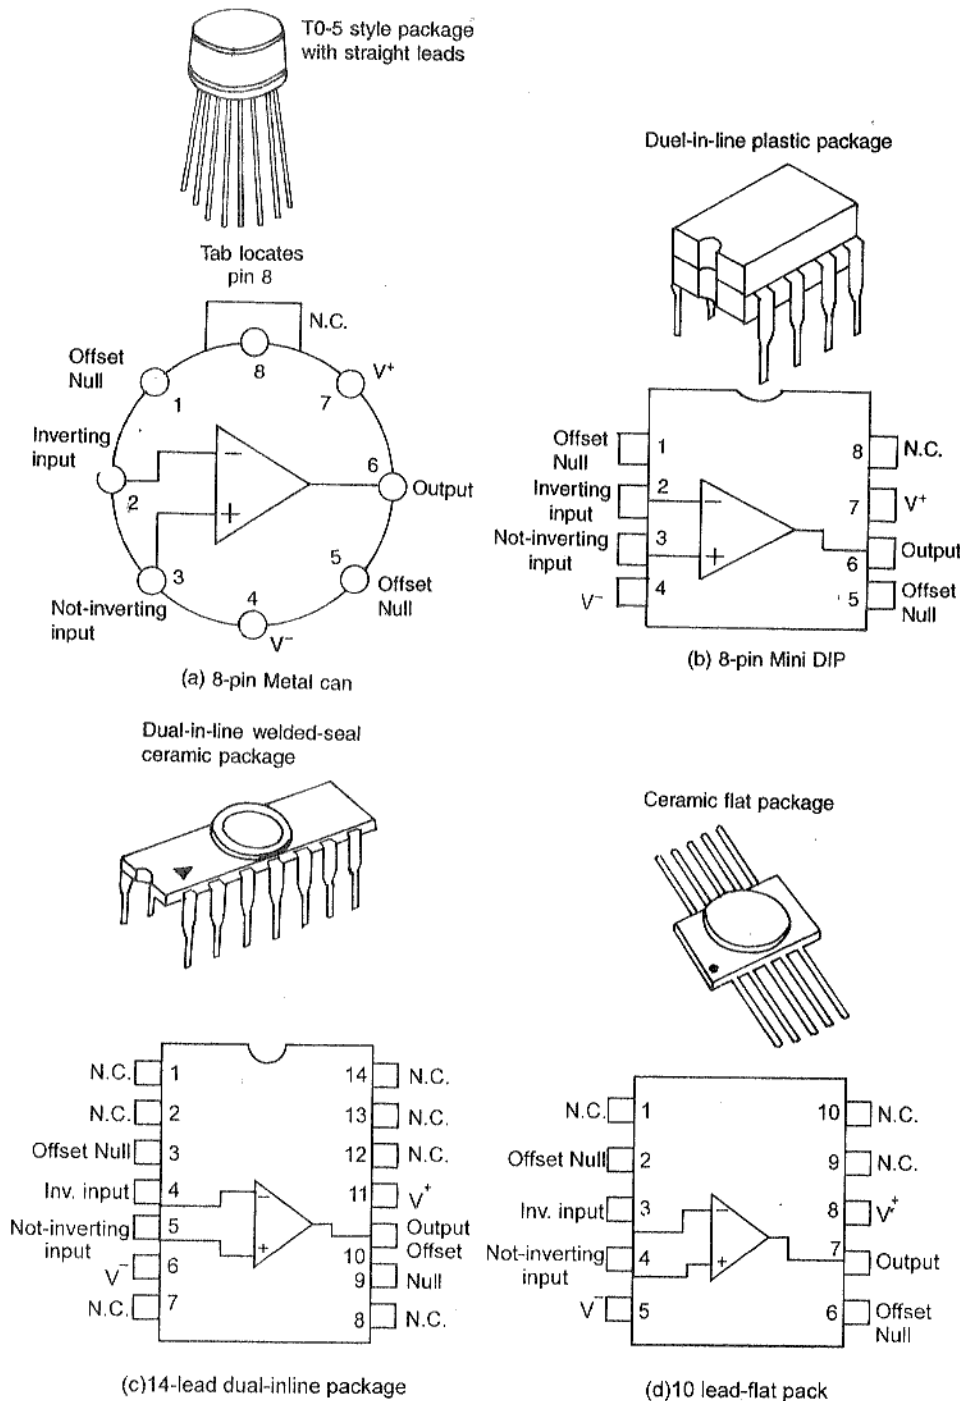 T0-5 style package
with straight leads
Tab locates
pin 8
N.C.
8
Offset
Null
1
V+
7
Inverting
input
2
−
+
6
Output
3
Not-inverting
input
4
V−
5
Offset
Null
(a) 8-pin Metal can
Duel-in-line plastic package
Offset
Null
1
8
N.C.
Inverting
input
2
−
7
V+
Not-inverting
input
3
+
6
Output
V−
4
5
Offset
Null
(b) 8-pin Mini DIP
Dual-in-line welded-seal
ceramic package
N.C. 1
14 N.C.
N.C. 2
13 N.C.
Offset Null 3
12 N.C.
Inv. input 4
−
11 V+
Not-inverting
input
5
+
10
Output
Offset
V− 6
9 Null
N.C. 7
8 N.C.
(c)14-lead dual-inline package
Ceramic flat package
N.C. 1
10 N.C.
Offset Null 2
9 N.C.
Inv. input 3
−
8 V+
Not-inverting
input
4
+
7
Output
V− 5
6
Offset
Null
(d)10 lead-flat pack